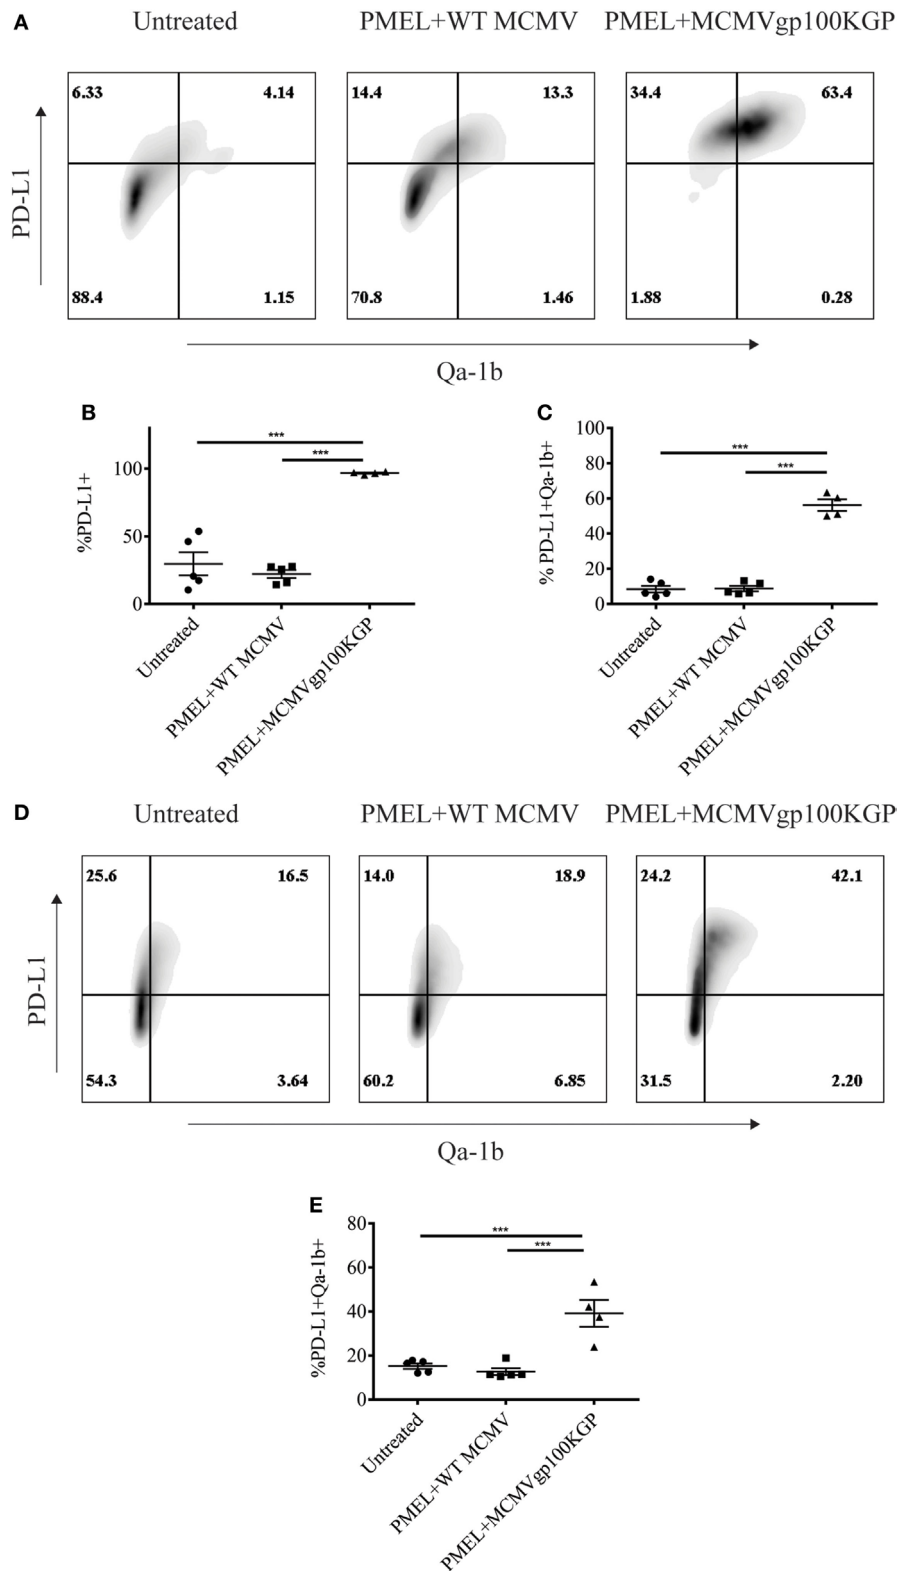 A
Untreated PMEL+WT MCMV PMEL+MCMVgp100KGP
6.33 4.14 14.4 13.3 34.4 63.4
PD-L1
88.4 1.15 70.8 1.46 1.88 0.28
Qa-1b
B
%PD-L1+
100
50
0
***
***
Untreated
PMEL+WT MCMV
PMEL+MCMVgp100KGP
C
% PD-L1+Qa-1b+
100
80
60
40
20
0
***
***
Untreated
PMEL+WT MCMV
PMEL+MCMVgp100KGP
D
Untreated PMEL+WT MCMV PMEL+MCMVgp100KGP
25.6 16.5 14.0 18.9 24.2 42.1
PD-L1
54.3 3.64 60.2 6.85 31.5 2.20
Qa-1b
E
%PD-L1+Qa-1b+
80
60
40
20
0
***
***
Untreated
PMEL+WT MCMV
PMEL+MCMVgp100KGP